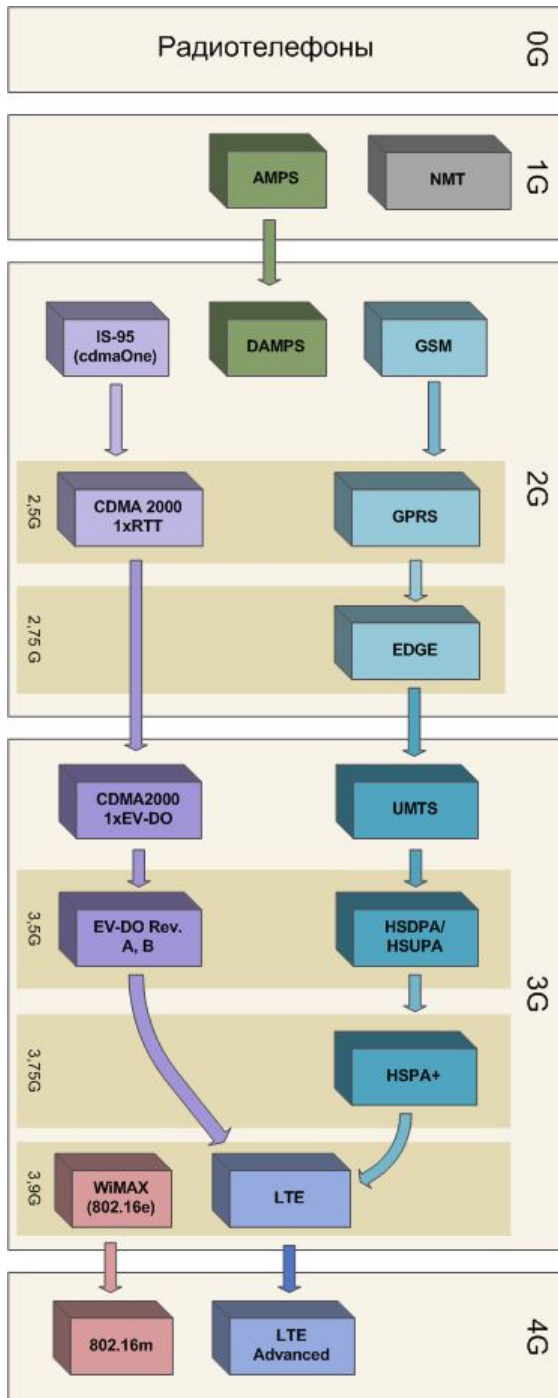 Радиотелефоны
0G
AMPS
NMT
1G
IS-95
(cdmaOne)
DAMPS
GSM
2G
2,5G
CDMA 2000
1xRTT
GPRS
2,75 G
EDGE
CDMA2000
1xEV-DO
UMTS
3G
3,5G
EV-DO Rev.
A, B
HSDPA/
HSUPA
3,75G
HSPA+
3,9G
WiMAX
(802.16e)
LTE
802.16m
LTE
Advanced
4G